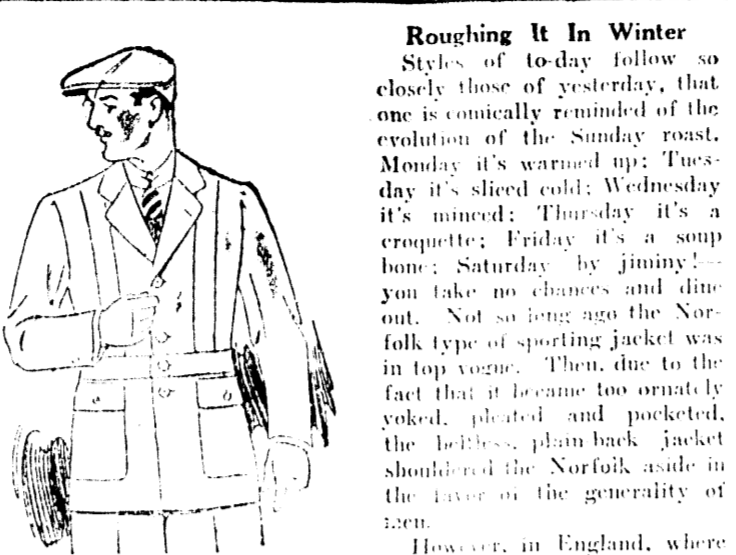 Roughing It In Winter
Styles of to-day follow so
closely those of yesterday, that
one is comically reminded of the
evolution of the Sunday roast.
Monday it's warmed up; Tues-
day it's sliced cold; Wednesday
it's minced; Thursday it's a
croquette; Friday it's a soup
bone; Saturday by jiminy!—
you take no chances and dine
out. Not so long ago the Nor-
folk type of sporting jacket was
in top vogue. Then, due to the
fact that it became too ornately
yoked, pleated and pocketed,
the beltless, plain back jacket
shouldered the Norfolk aside in
the favor of the generality of
men.
However, in England, where